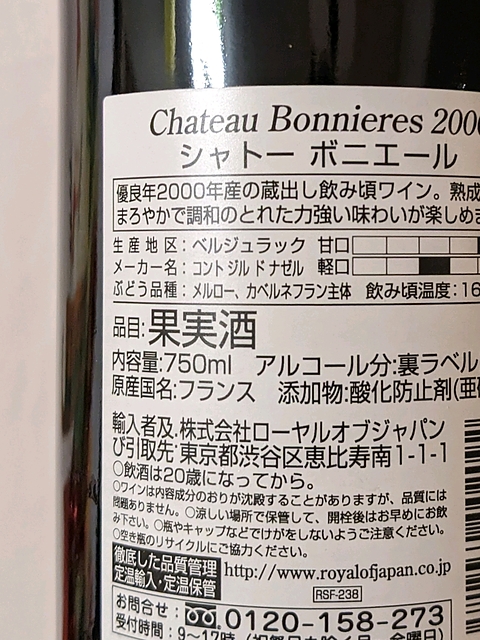 Chateau Bonnieres 2000
シャトー ボニエール
優良年2000年産の蔵出し飲み頃ワイン。熟成
まろやかで調和のとれた力強い味わいが楽しめま
生産地区：ベルジュラック 甘口
メーカー名：コント ジルド ナゼル 軽口
ぶどう品種：メルロー、カベルネフラン主体 飲み頃温度：16
品目:果実酒
内容量:750ml アルコール分:裏ラベル
原産国名:フランス 添加物:酸化防止剤(亜
輸入者及.株式会社ローヤルオブジャパン
び引取先.東京都渋谷区恵比寿南1-1-1
○飲酒は20歳になってから。
○ワインは内容成分のおりが沈殿することがありますが、品質には
問題ありません。○涼しい場所で保管して、開栓後はお早めにお飲
み下さい。○瓶やキャップなどでけがをしないようご注意ください。
○空き瓶のリサイクルにご協力ください。
徹底した品質管理
定温輸入・定温保管
http://www.royalofjapan.co.jp
RSF-238
お問合せ：0120-158-273
受付時間：9〜17時